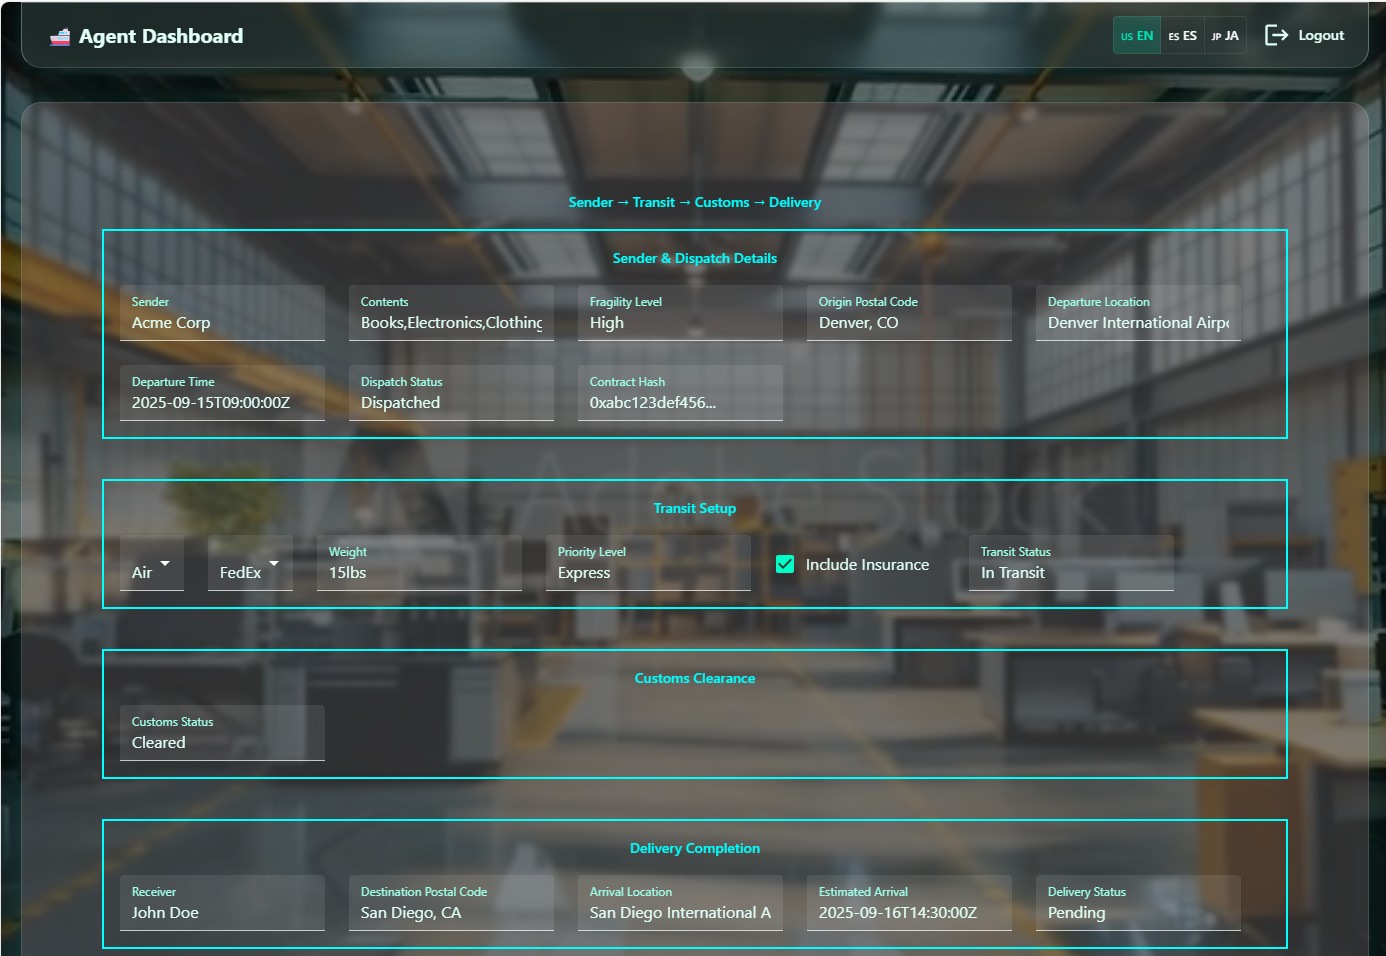 Agent Dashboard
US EN ES ES JP JA Logout
Sender → Transit → Customs → Delivery
Sender & Dispatch Details
Sender Contents Fragility Level Origin Postal Code Departure Location
Acme Corp Books,Electronics,Clothing High Denver, CO Denver International Airpo
Departure Time Dispatch Status Contract Hash
2025-09-15T09:00:00Z Dispatched 0xabc123def456...
Adobe Stock
Transit Setup
Weight Priority Level Transit Status
Air FedEx 15lbs Express Include Insurance In Transit
Customs Clearance
Customs Status
Cleared
Delivery Completion
Receiver Destination Postal Code Arrival Location Estimated Arrival Delivery Status
John Doe San Diego, CA San Diego International A 2025-09-16T14:30:00Z Pending